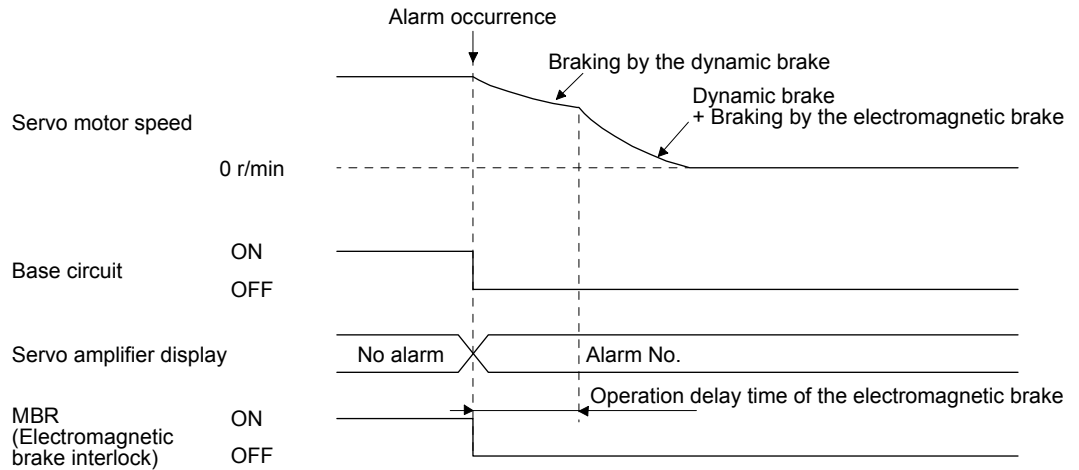 Alarm occurrence
Braking by the dynamic brake
Dynamic brake
+ Braking by the electromagnetic brake
Servo motor speed
0 r/min
ON
Base circuit
OFF
Servo amplifier display
No alarm
Alarm No.
Operation delay time of the electromagnetic brake
MBR
(Electromagnetic
brake interlock)
ON
OFF